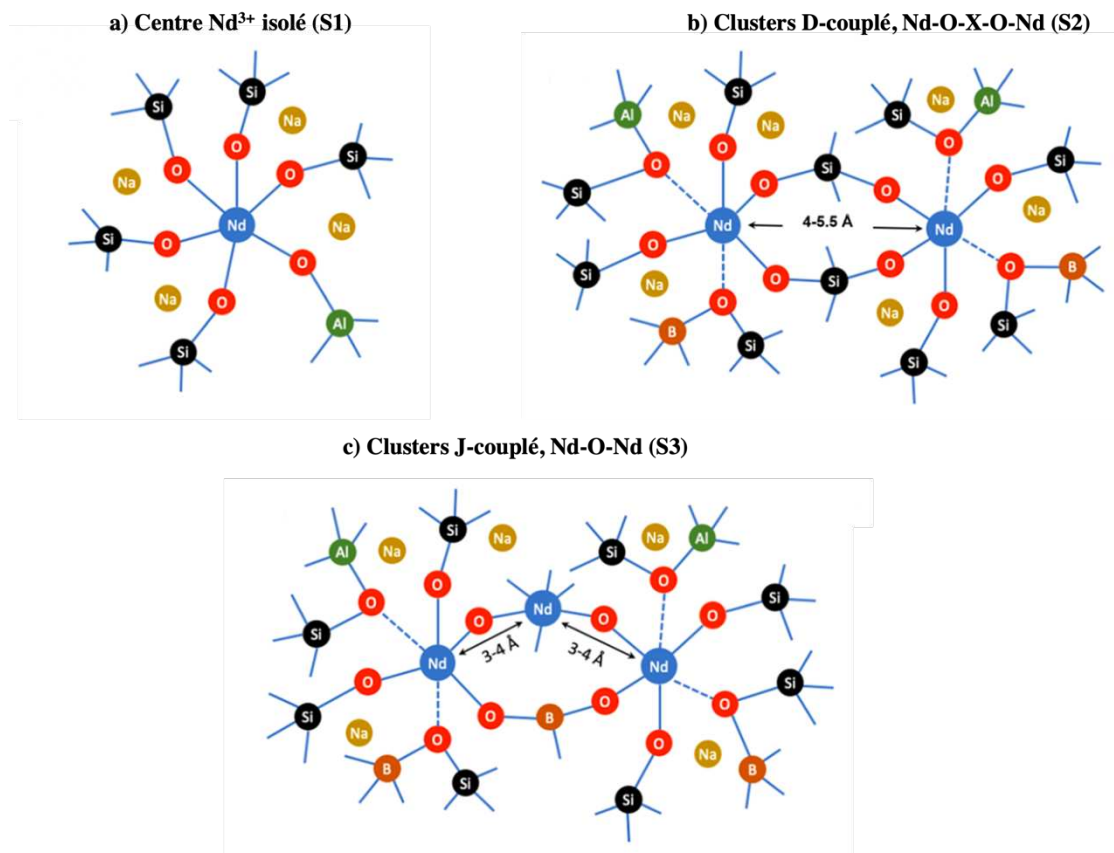 a) Centre Nd³⁺ isolé (S1)
Si
Si
Na
O
Si
O
O
Na
Nd
Na
Si
O
O
Na
O
Al
Si
b) Clusters D-couplé, Nd-O-X-O-Nd (S2)
Si
Na
Al
Al
Na
Si
Na
O
O
O
Si
Si
O
O
O
Si
Na
Nd
4-5.5 Å
Nd
O
O
O
B
Si
O
Si
Na
O
O
Na
B
Si
Si
Si
c) Clusters J-couplé, Nd-O-Nd (S3)
Si
Na
Na
Al
Na
Si
Al
O
O
O
Nd
Si
Si
O
O
O
Nd
3-4 Å
3-4 Å
Nd
O
Si
Si
O
B
O
O
Na
O
O
Na
B
Si
B
Si